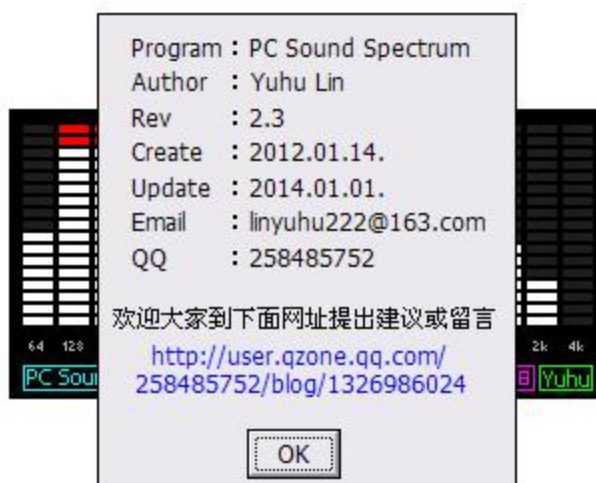 Program : PC Sound Spectrum
Author : Yuhu Lin
Rev : 2.3
Create : 2012.01.14.
Update : 2014.01.01.
Email : linyuhu222@163.com
QQ : 258485752
欢迎大家到下面网址提出建议或留言
http://user.qzone.qq.com/
258485752/blog/1326986024
64 128 2k 4k
PC Sou B Yuhu
OK